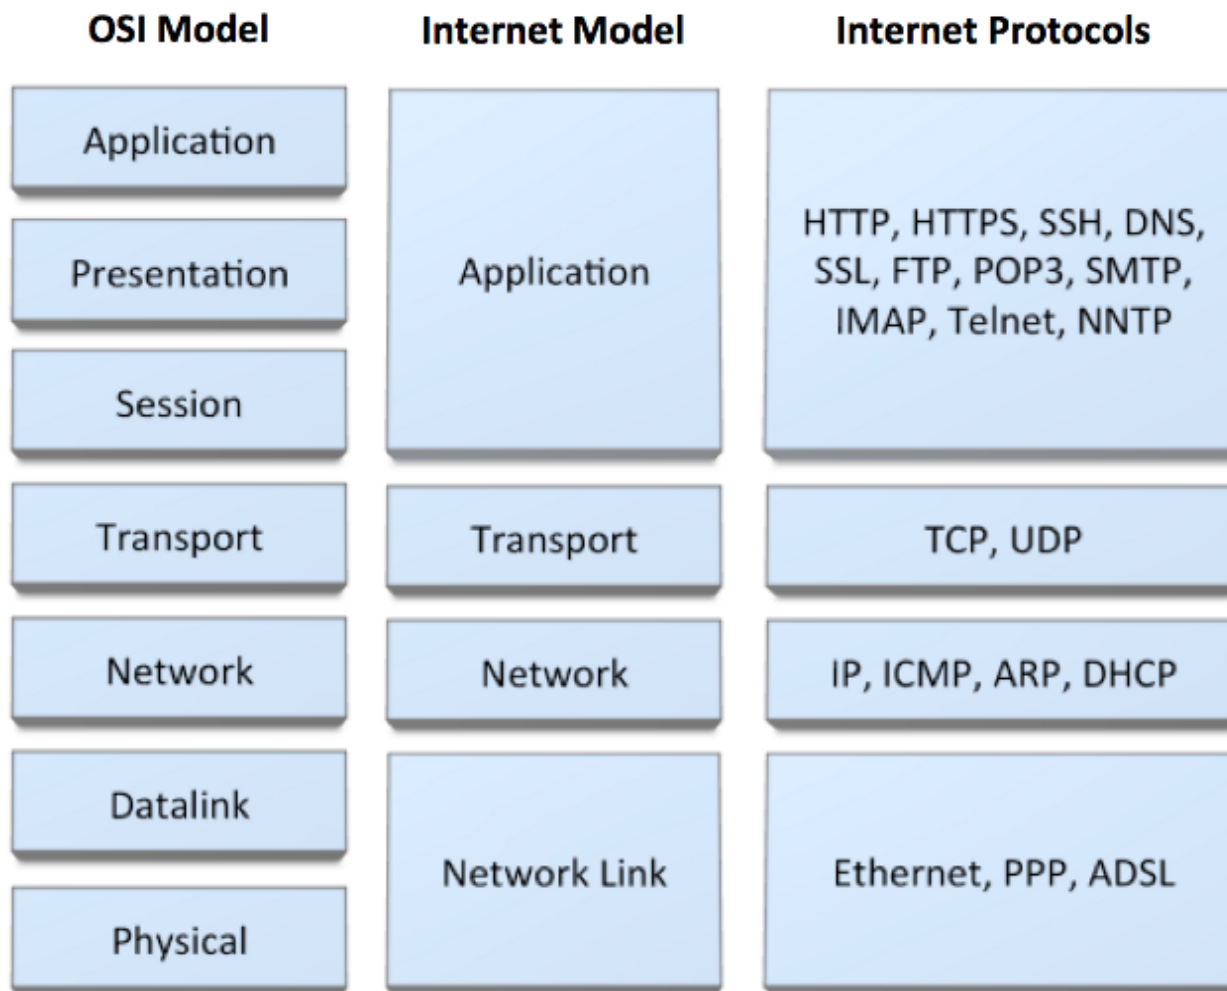 OSI Model
Internet Model
Internet Protocols
Application
Presentation
Session
Application
HTTP, HTTPS, SSH, DNS,
SSL, FTP, POP3, SMTP,
IMAP, Telnet, NNTP
Transport
Transport
TCP, UDP
Network
Network
IP, ICMP, ARP, DHCP
Datalink
Physical
Network Link
Ethernet, PPP, ADSL